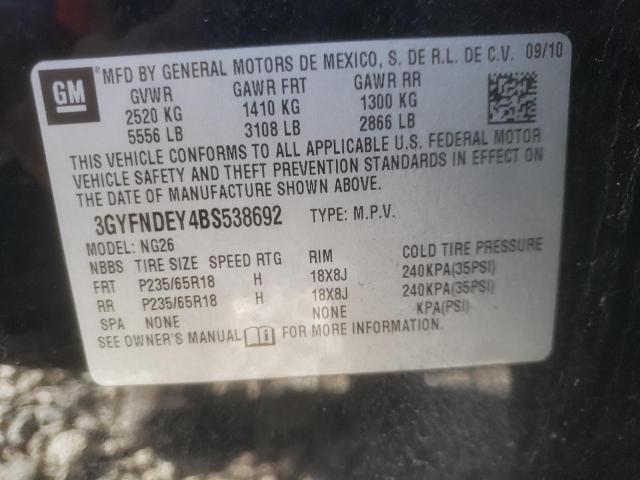 GM
® MFD BY GENERAL MOTORS DE MEXICO, S. DE R.L. DE C.V. 09/10
GVWR GAWR FRT GAWR RR
2520 KG 1410 KG 1300 KG
5556 LB 3108 LB 2866 LB
THIS VEHICLE CONFORMS TO ALL APPLICABLE U.S. FEDERAL MOTOR
VEHICLE SAFETY AND THEFT PREVENTION STANDARDS IN EFFECT ON
THE DATE OF MANUFACTURE SHOWN ABOVE.
3GYFNDEY4BS538692 TYPE: M.P.V.
MODEL: NG26
NBBS TIRE SIZE SPEED RTG RIM COLD TIRE PRESSURE
FRT P235/65R18 H 18X8J 240KPA(35PSI)
RR P235/65R18 H 18X8J 240KPA(35PSI)
SPA NONE NONE KPA(PSI)
SEE OWNER'S MANUAL FOR MORE INFORMATION.